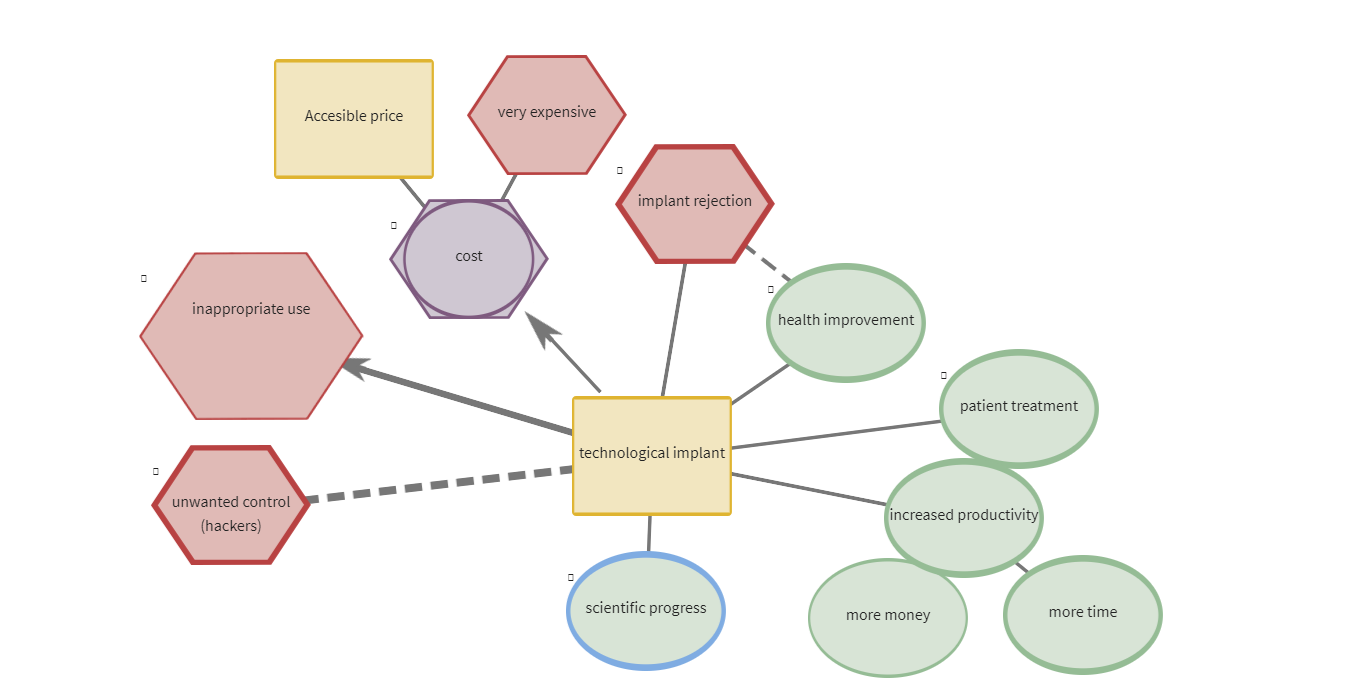 Accesible price
very expensive
implant rejection
cost
inappropriate use
health improvement
patient treatment
technological implant
unwanted control
(hackers)
increased productivity
scientific progress
more money
more time